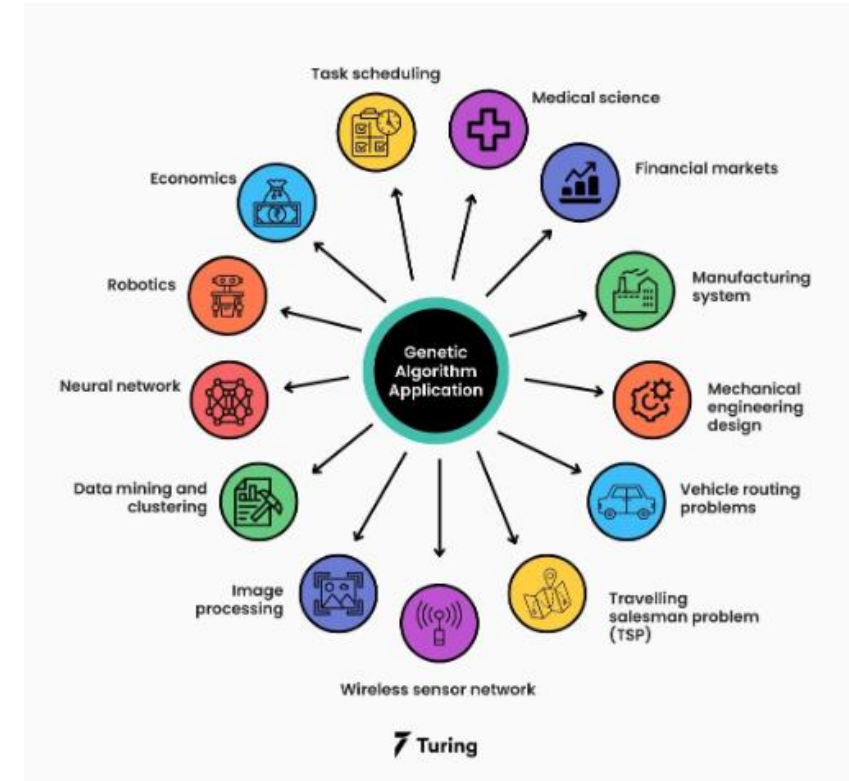 Task scheduling
Medical science
Economics
Financial markets
Robotics
Manufacturing
system
Genetic
Algorithm
Application
Neural network
Mechanical
engineering
design
Data mining and
clustering
Vehicle routing
problems
Image
processing
Travelling
salesman problem
(TSP)
Wireless sensor network
Turing